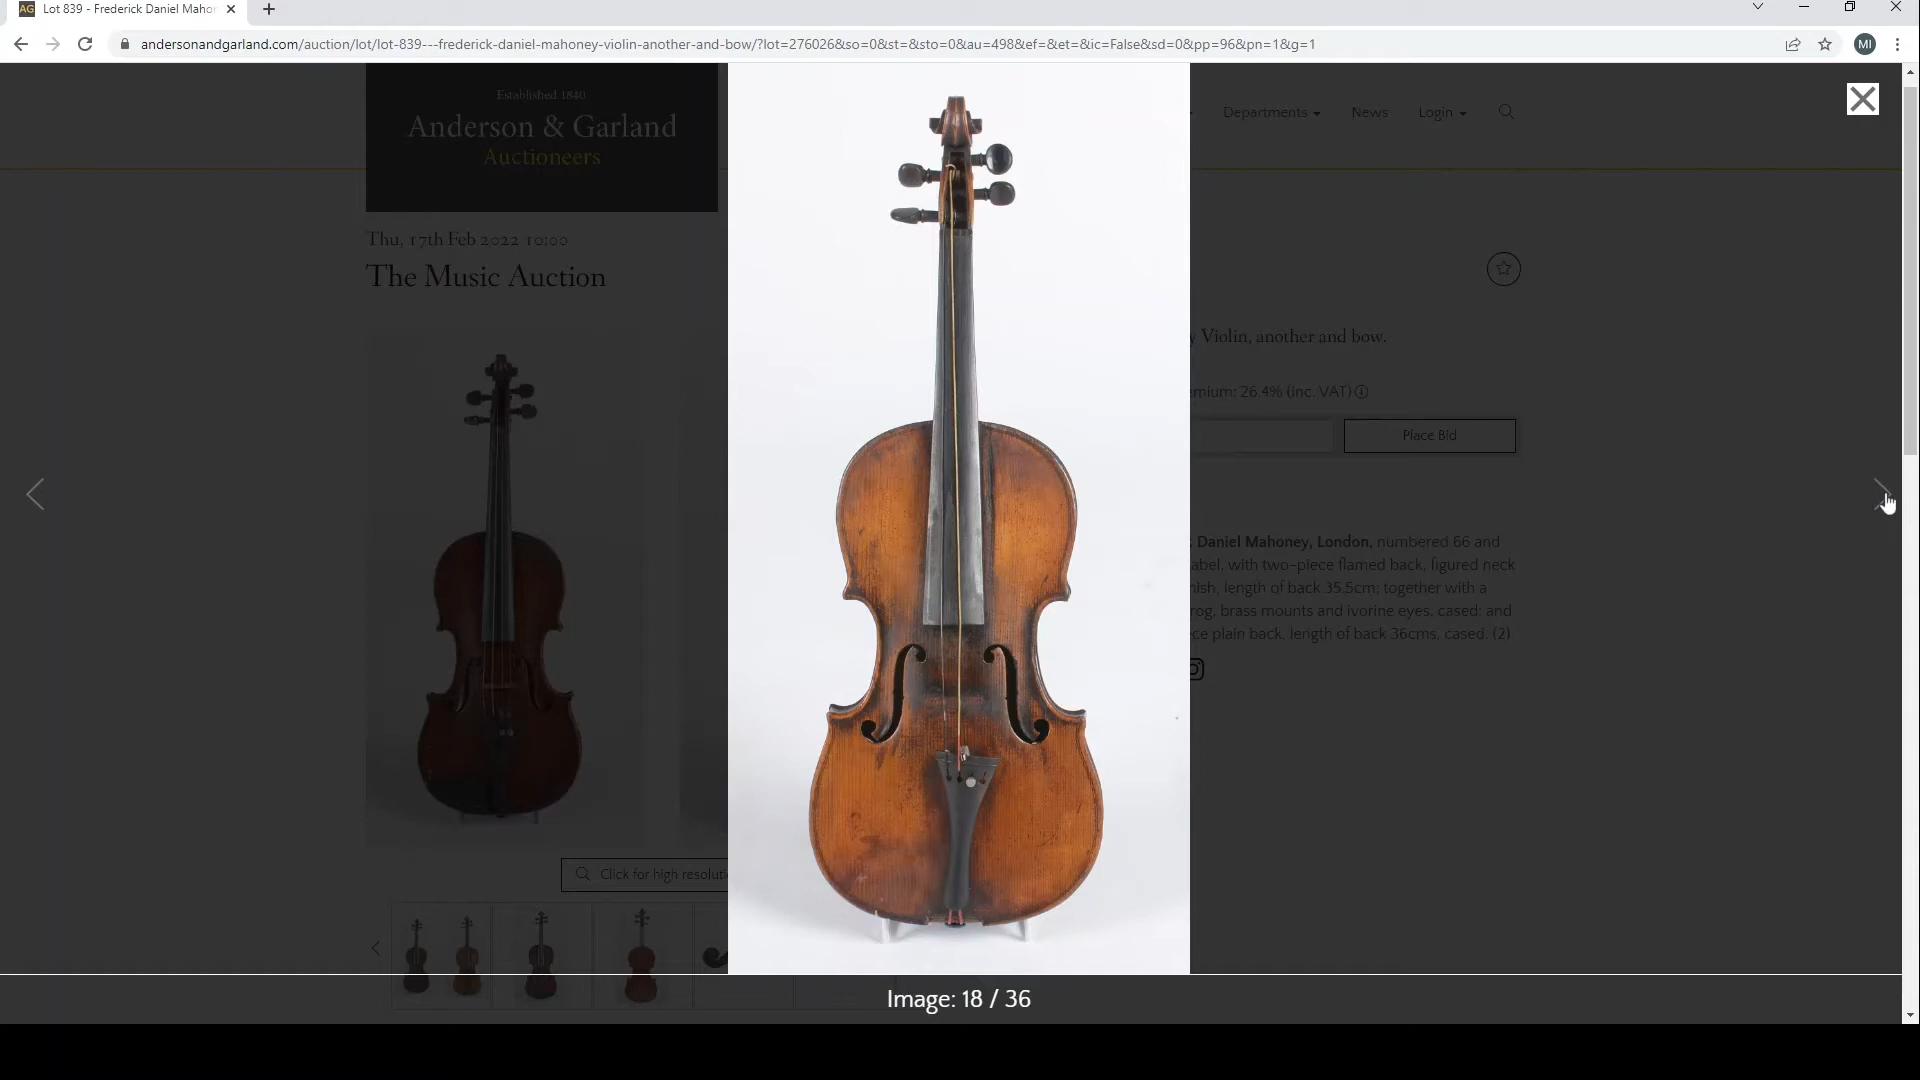 AG Lot 839 - Frederick Daniel Mahon
andersonandgarland.com/auction/lot/lot-839---frederick-daniel-mahoney-violin-another-and-bow/?lot=276026&so=0&st=&sto=0&au=498&ef=&et=&ic=False&sd=0&pp=96&pn=1&g=1
MI
Established 1840
Anderson & Garland
Auctioneers
Departments
News
Login
Thu, 17th Feb 2022 10:00
The Music Auction
y Violin, another and bow.
emium: 26.4% (inc. VAT)
Place Bid
Daniel Mahoney, London, numbered 66 and
abel, with two-piece flamed back, figured neck
nish, length of back 35.5cm; together with a
rog, brass mounts and ivorine eyes, cased; and
ce plain back, length of back 36cms, cased. (2)
Click for high resoluti
Image: 18 / 36